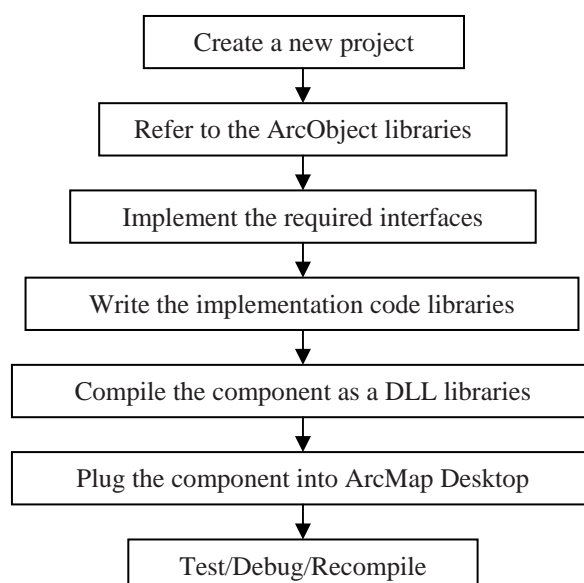 Create a new project
Refer to the ArcObject libraries
Implement the required interfaces
Write the implementation code libraries
Compile the component as a DLL libraries
Plug the component into ArcMap Desktop
Test/Debug/Recompile